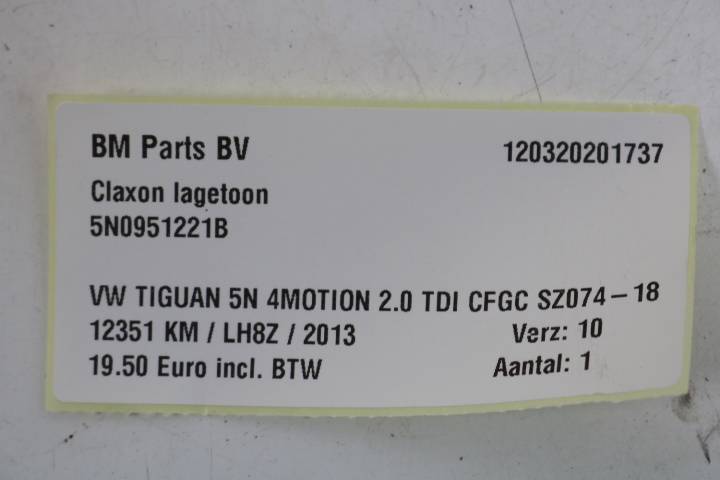 BM Parts BV 120320201737
Claxon lagetoon
5N0951221B
VW TIGUAN 5N 4MOTION 2.0 TDI CFGC SZ074-18
12351 KM / LH8Z / 2013 Verz: 10
19.50 Euro incl. BTW Aantal: 1